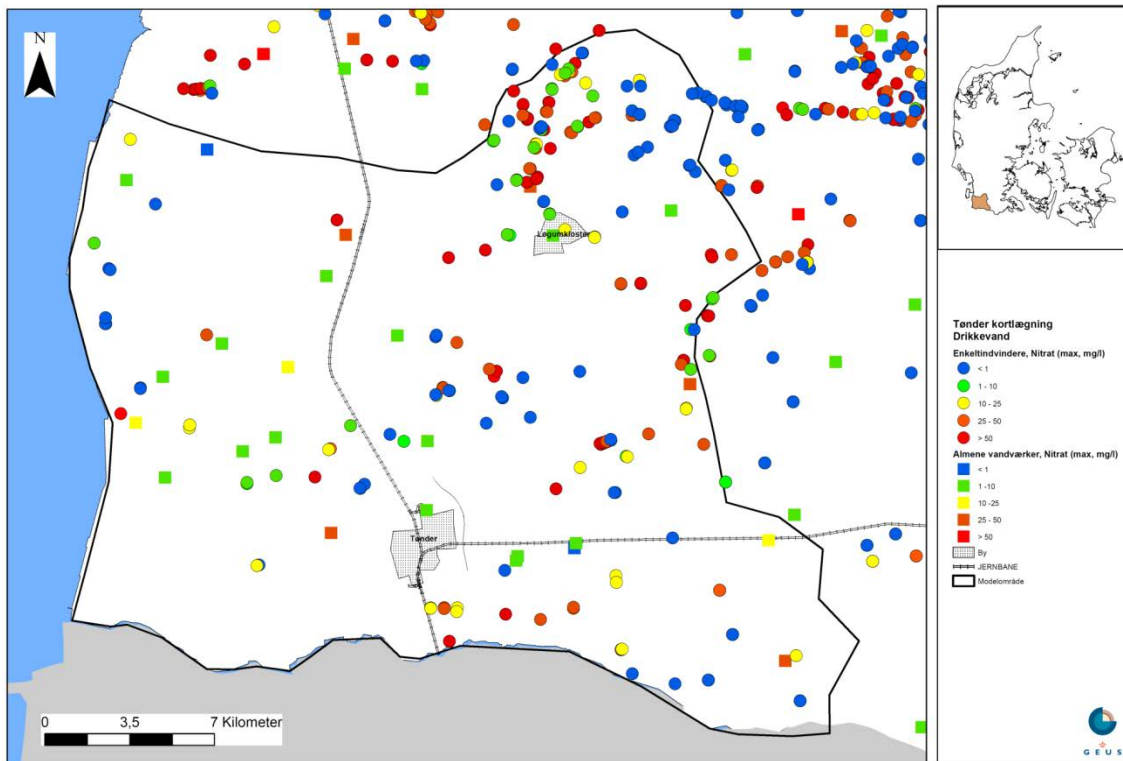 N
Løgumkloster
Tønder
0 3,5 7 Kilometer
Tønder kortlægning
Drikkevand
Enkeltindvindere, Nitrat (max, mg/l)
< 1
1 - 10
10 - 25
25 - 50
> 50
Almene vandværker, Nitrat (max, mg/l)
< 1
1 -10
10 -25
25 - 50
> 50
By
JERNBANE
Modelområde
G E U S